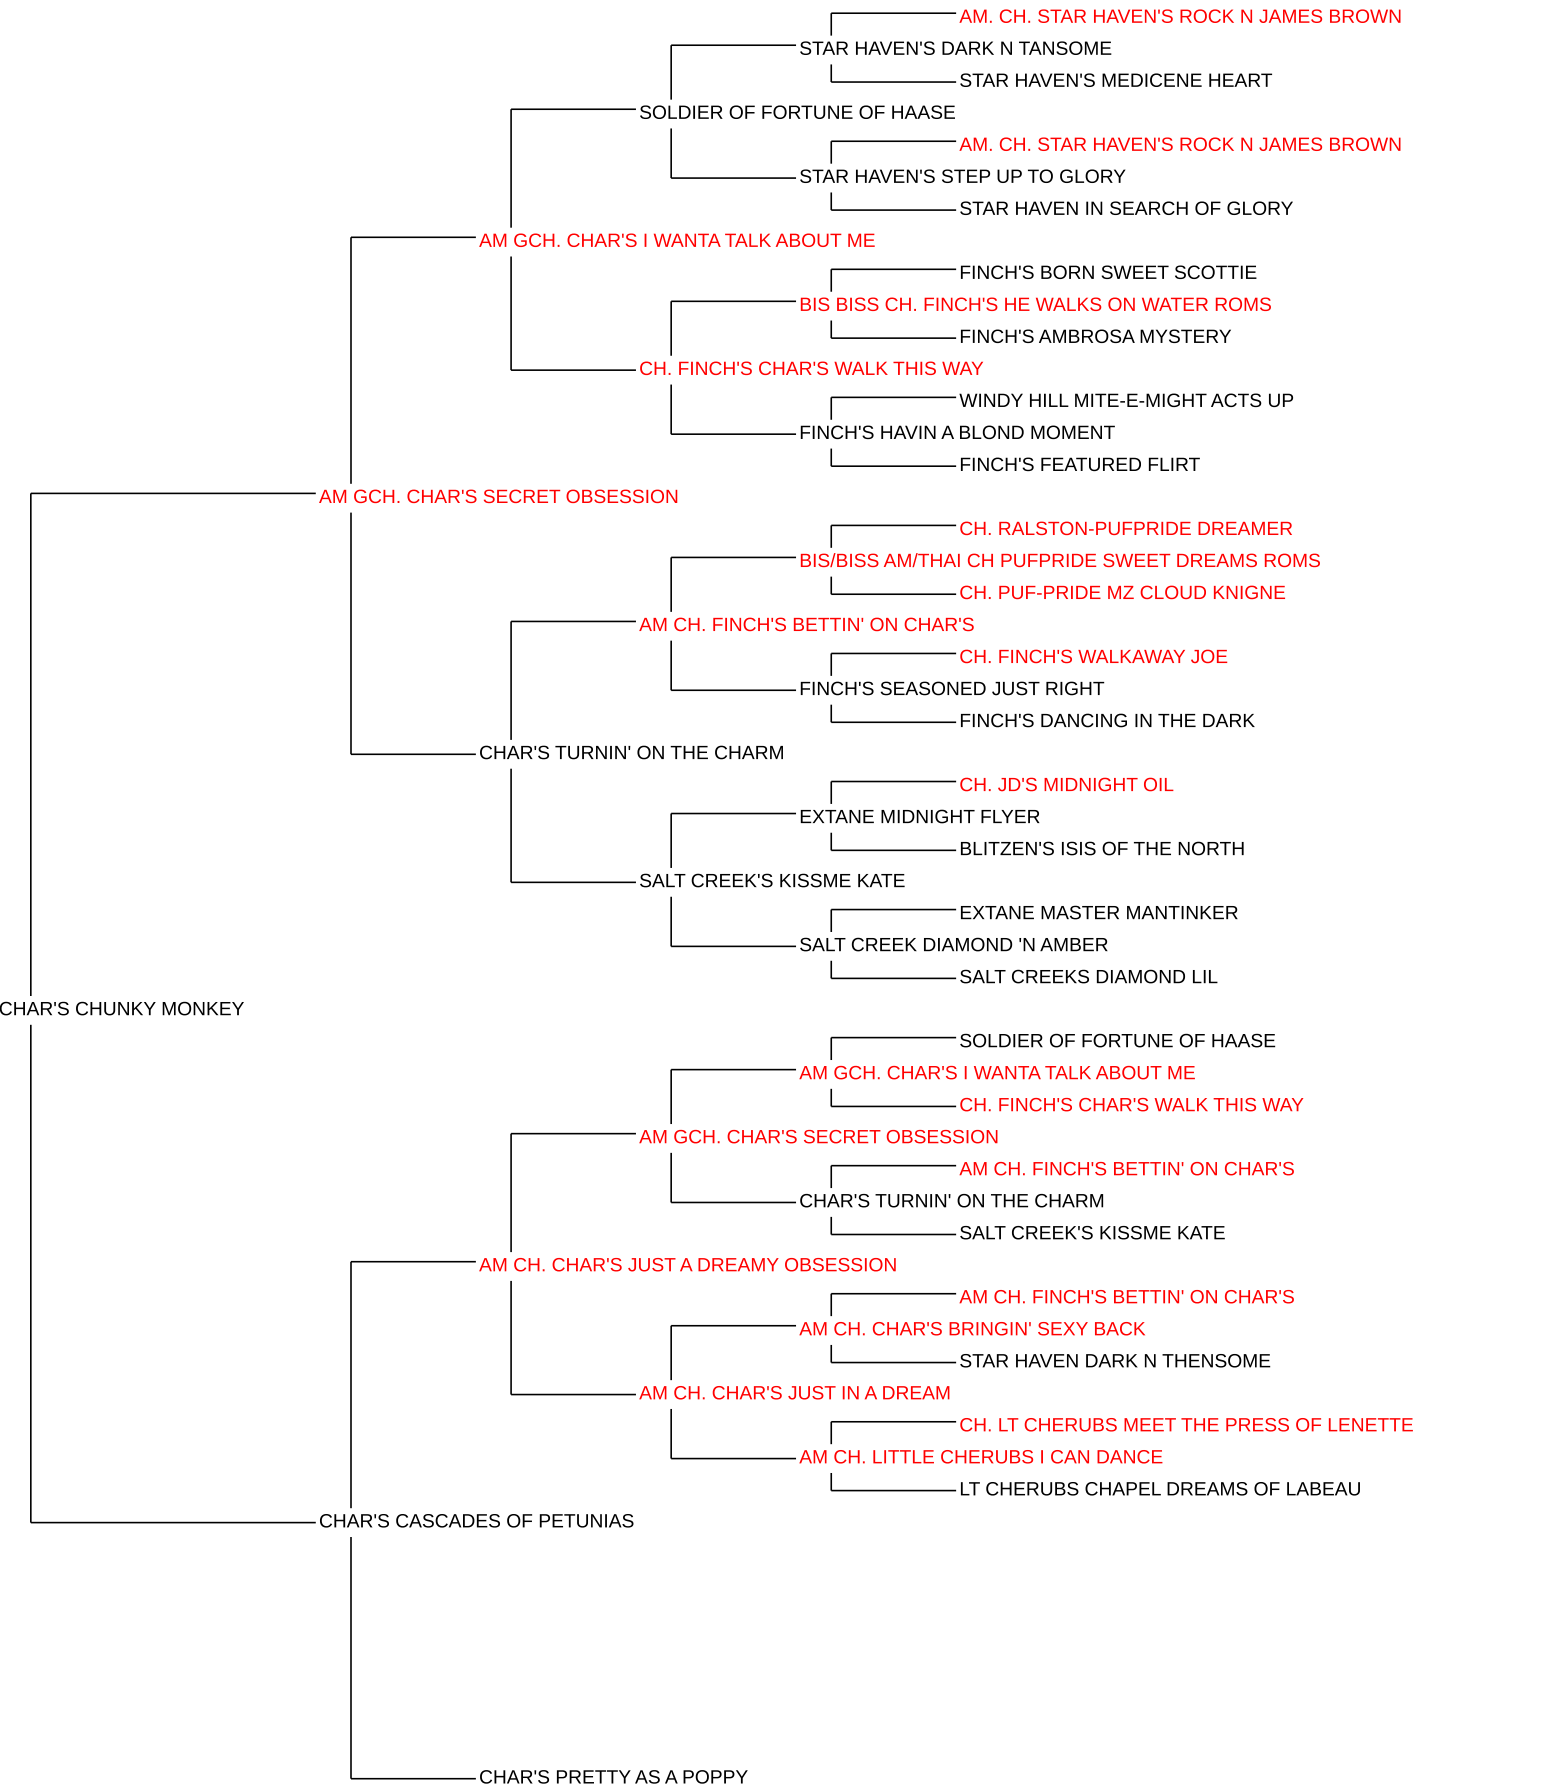 AM. CH. STAR HAVEN'S ROCK N JAMES BROWN
STAR HAVEN'S DARK N TANSOME
STAR HAVEN'S MEDICENE HEART
SOLDIER OF FORTUNE OF HAASE
AM. CH. STAR HAVEN'S ROCK N JAMES BROWN
STAR HAVEN'S STEP UP TO GLORY
STAR HAVEN IN SEARCH OF GLORY
AM GCH. CHAR'S I WANTA TALK ABOUT ME
FINCH'S BORN SWEET SCOTTIE
BIS BISS CH. FINCH'S HE WALKS ON WATER ROMS
FINCH'S AMBROSA MYSTERY
CH. FINCH'S CHAR'S WALK THIS WAY
WINDY HILL MITE-E-MIGHT ACTS UP
FINCH'S HAVIN A BLOND MOMENT
FINCH'S FEATURED FLIRT
AM GCH. CHAR'S SECRET OBSESSION
CH. RALSTON-PUFPRIDE DREAMER
BIS/BISS AM/THAI CH PUFPRIDE SWEET DREAMS ROMS
CH. PUF-PRIDE MZ CLOUD KNIGNE
AM CH. FINCH'S BETTIN' ON CHAR'S
CH. FINCH'S WALKAWAY JOE
FINCH'S SEASONED JUST RIGHT
FINCH'S DANCING IN THE DARK
CHAR'S TURNIN' ON THE CHARM
CH. JD'S MIDNIGHT OIL
EXTANE MIDNIGHT FLYER
BLITZEN'S ISIS OF THE NORTH
SALT CREEK'S KISSME KATE
EXTANE MASTER MANTINKER
SALT CREEK DIAMOND 'N AMBER
SALT CREEKS DIAMOND LIL
CHAR'S CHUNKY MONKEY
SOLDIER OF FORTUNE OF HAASE
AM GCH. CHAR'S I WANTA TALK ABOUT ME
CH. FINCH'S CHAR'S WALK THIS WAY
AM GCH. CHAR'S SECRET OBSESSION
AM CH. FINCH'S BETTIN' ON CHAR'S
CHAR'S TURNIN' ON THE CHARM
SALT CREEK'S KISSME KATE
AM CH. CHAR'S JUST A DREAMY OBSESSION
AM CH. FINCH'S BETTIN' ON CHAR'S
AM CH. CHAR'S BRINGIN' SEXY BACK
STAR HAVEN DARK N THENSOME
AM CH. CHAR'S JUST IN A DREAM
CH. LT CHERUBS MEET THE PRESS OF LENETTE
AM CH. LITTLE CHERUBS I CAN DANCE
LT CHERUBS CHAPEL DREAMS OF LABEAU
CHAR'S CASCADES OF PETUNIAS
CHAR'S PRETTY AS A POPPY